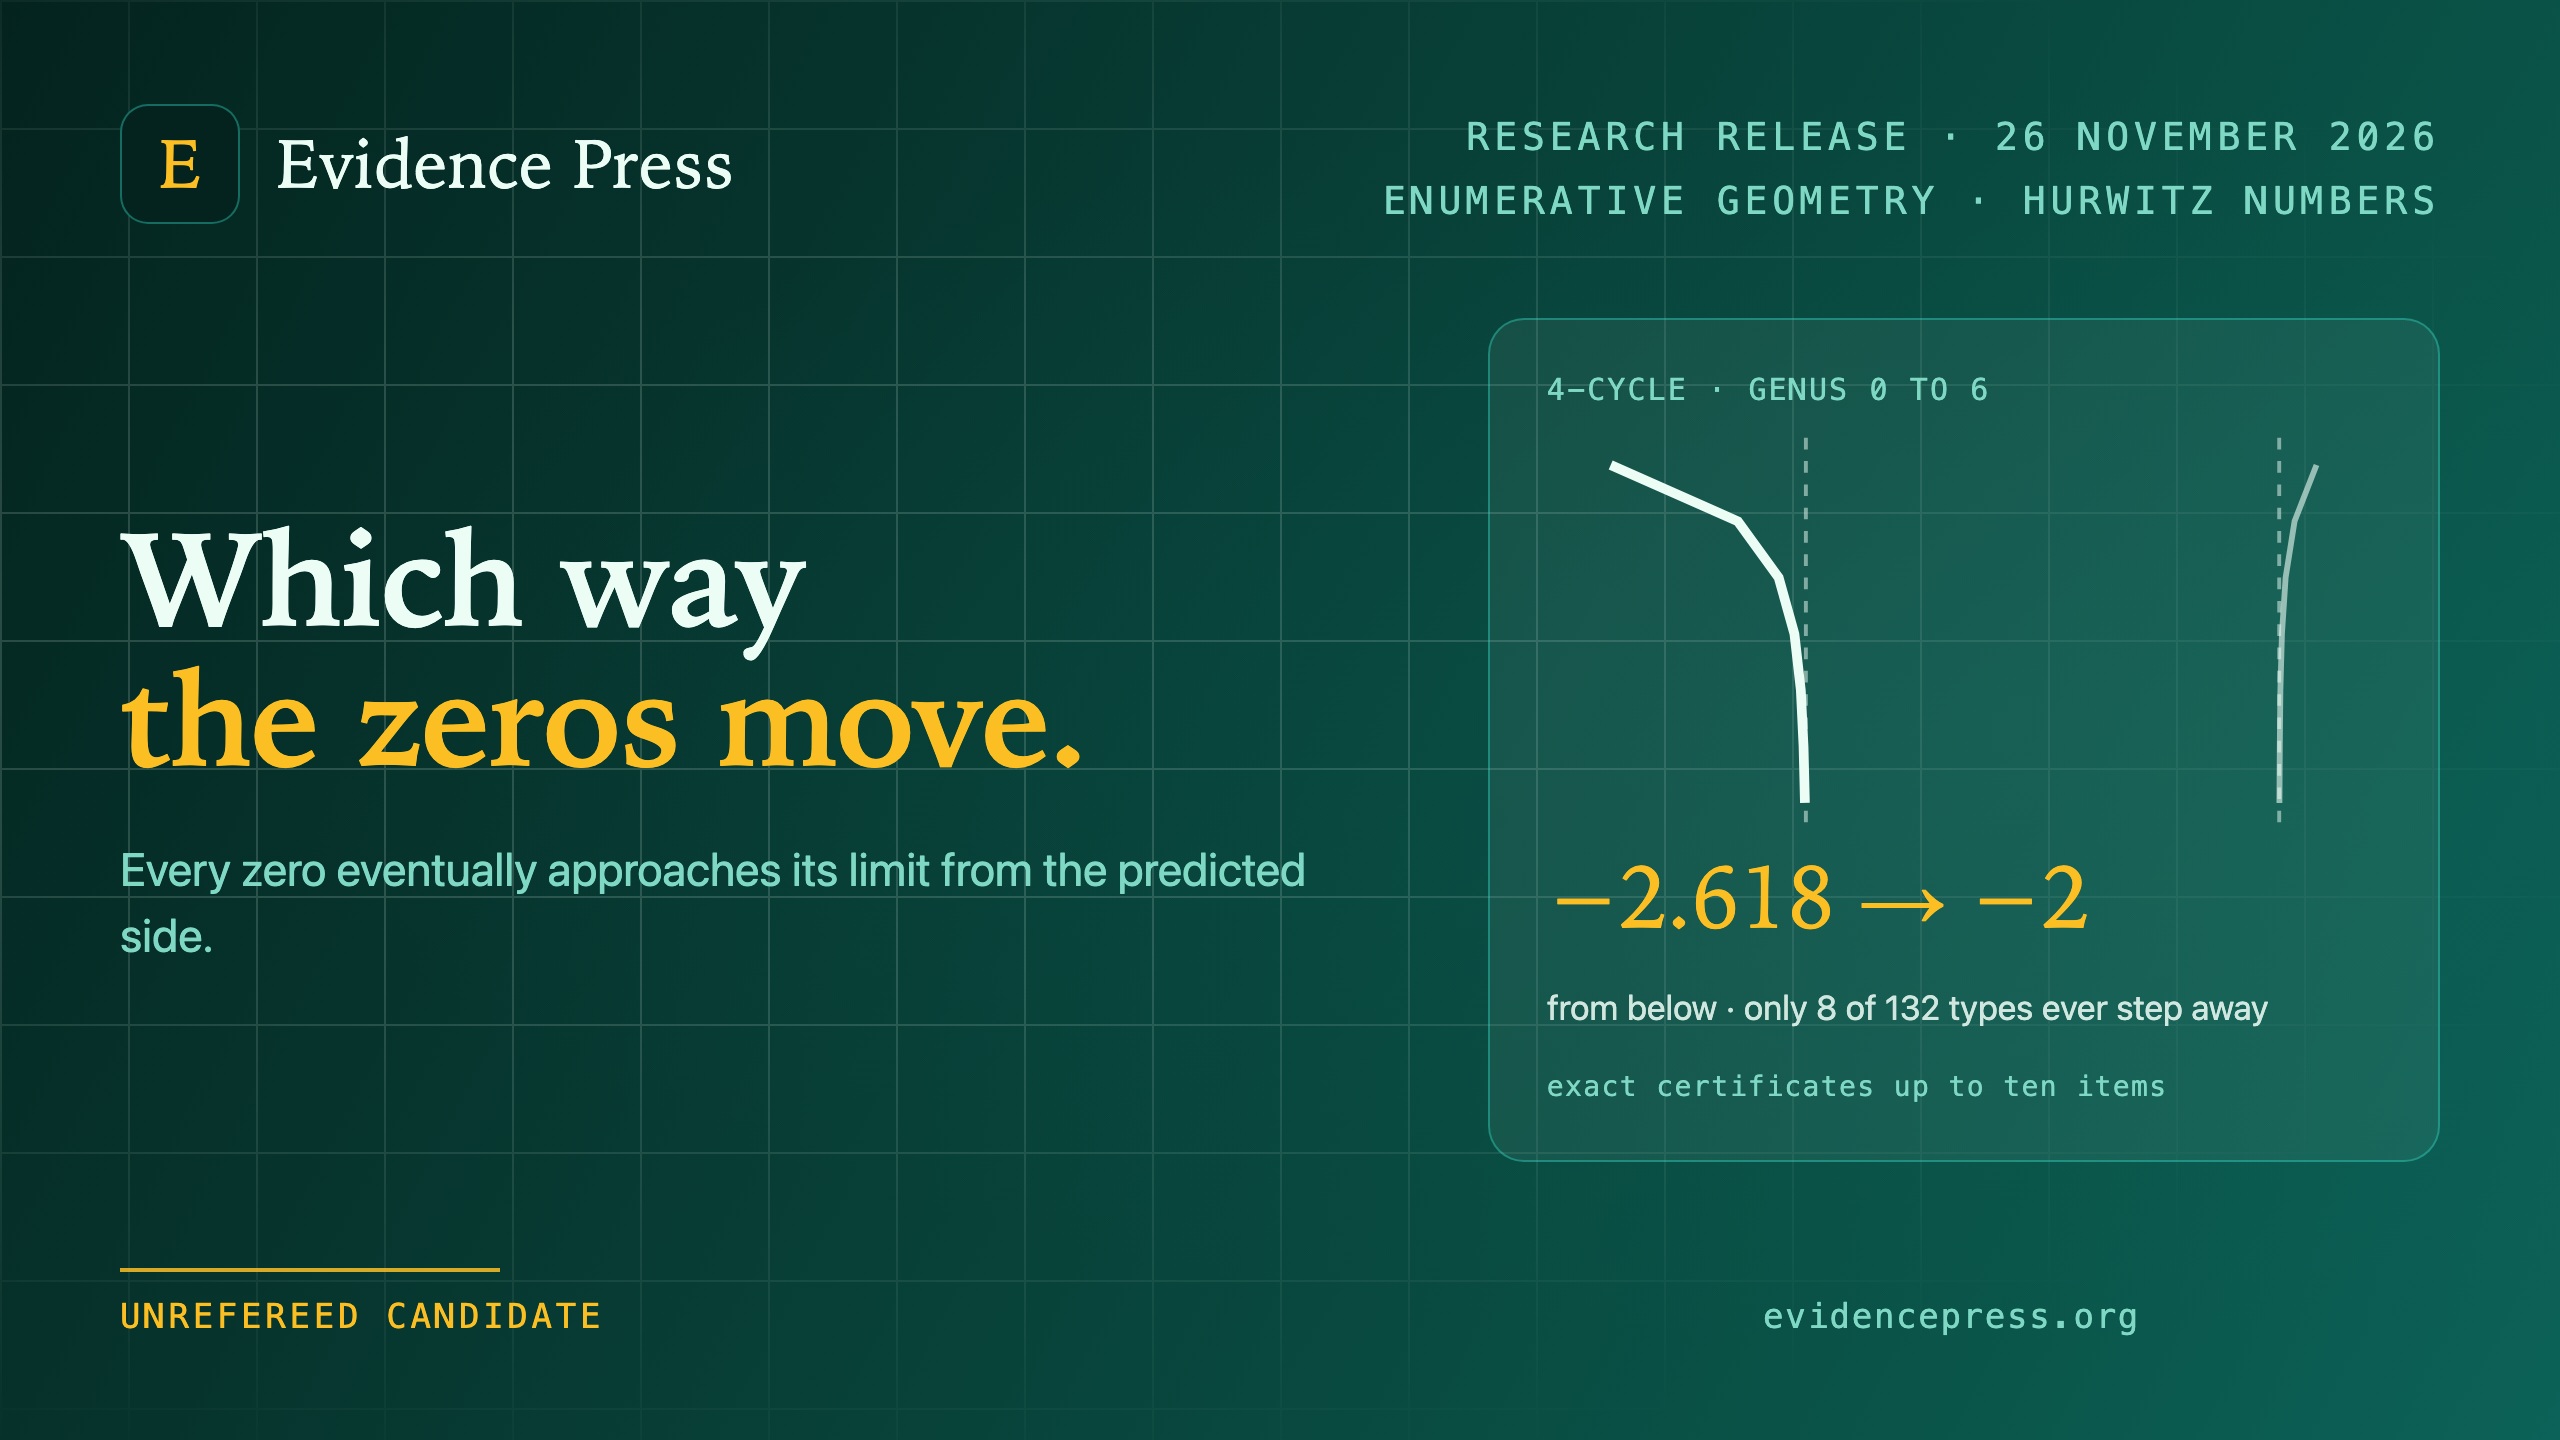 E
Evidence Press
RESEARCH RELEASE · 26 NOVEMBER 2026
ENUMERATIVE GEOMETRY · HURWITZ NUMBERS
Which way
the zeros move.
Every zero eventually approaches its limit from the predicted
side.
4–CYCLE · GENUS 0 TO 6
−2.618 → −2
from below · only 8 of 132 types ever step away
exact certificates up to ten items
UNREFEREED CANDIDATE
evidencepress.org